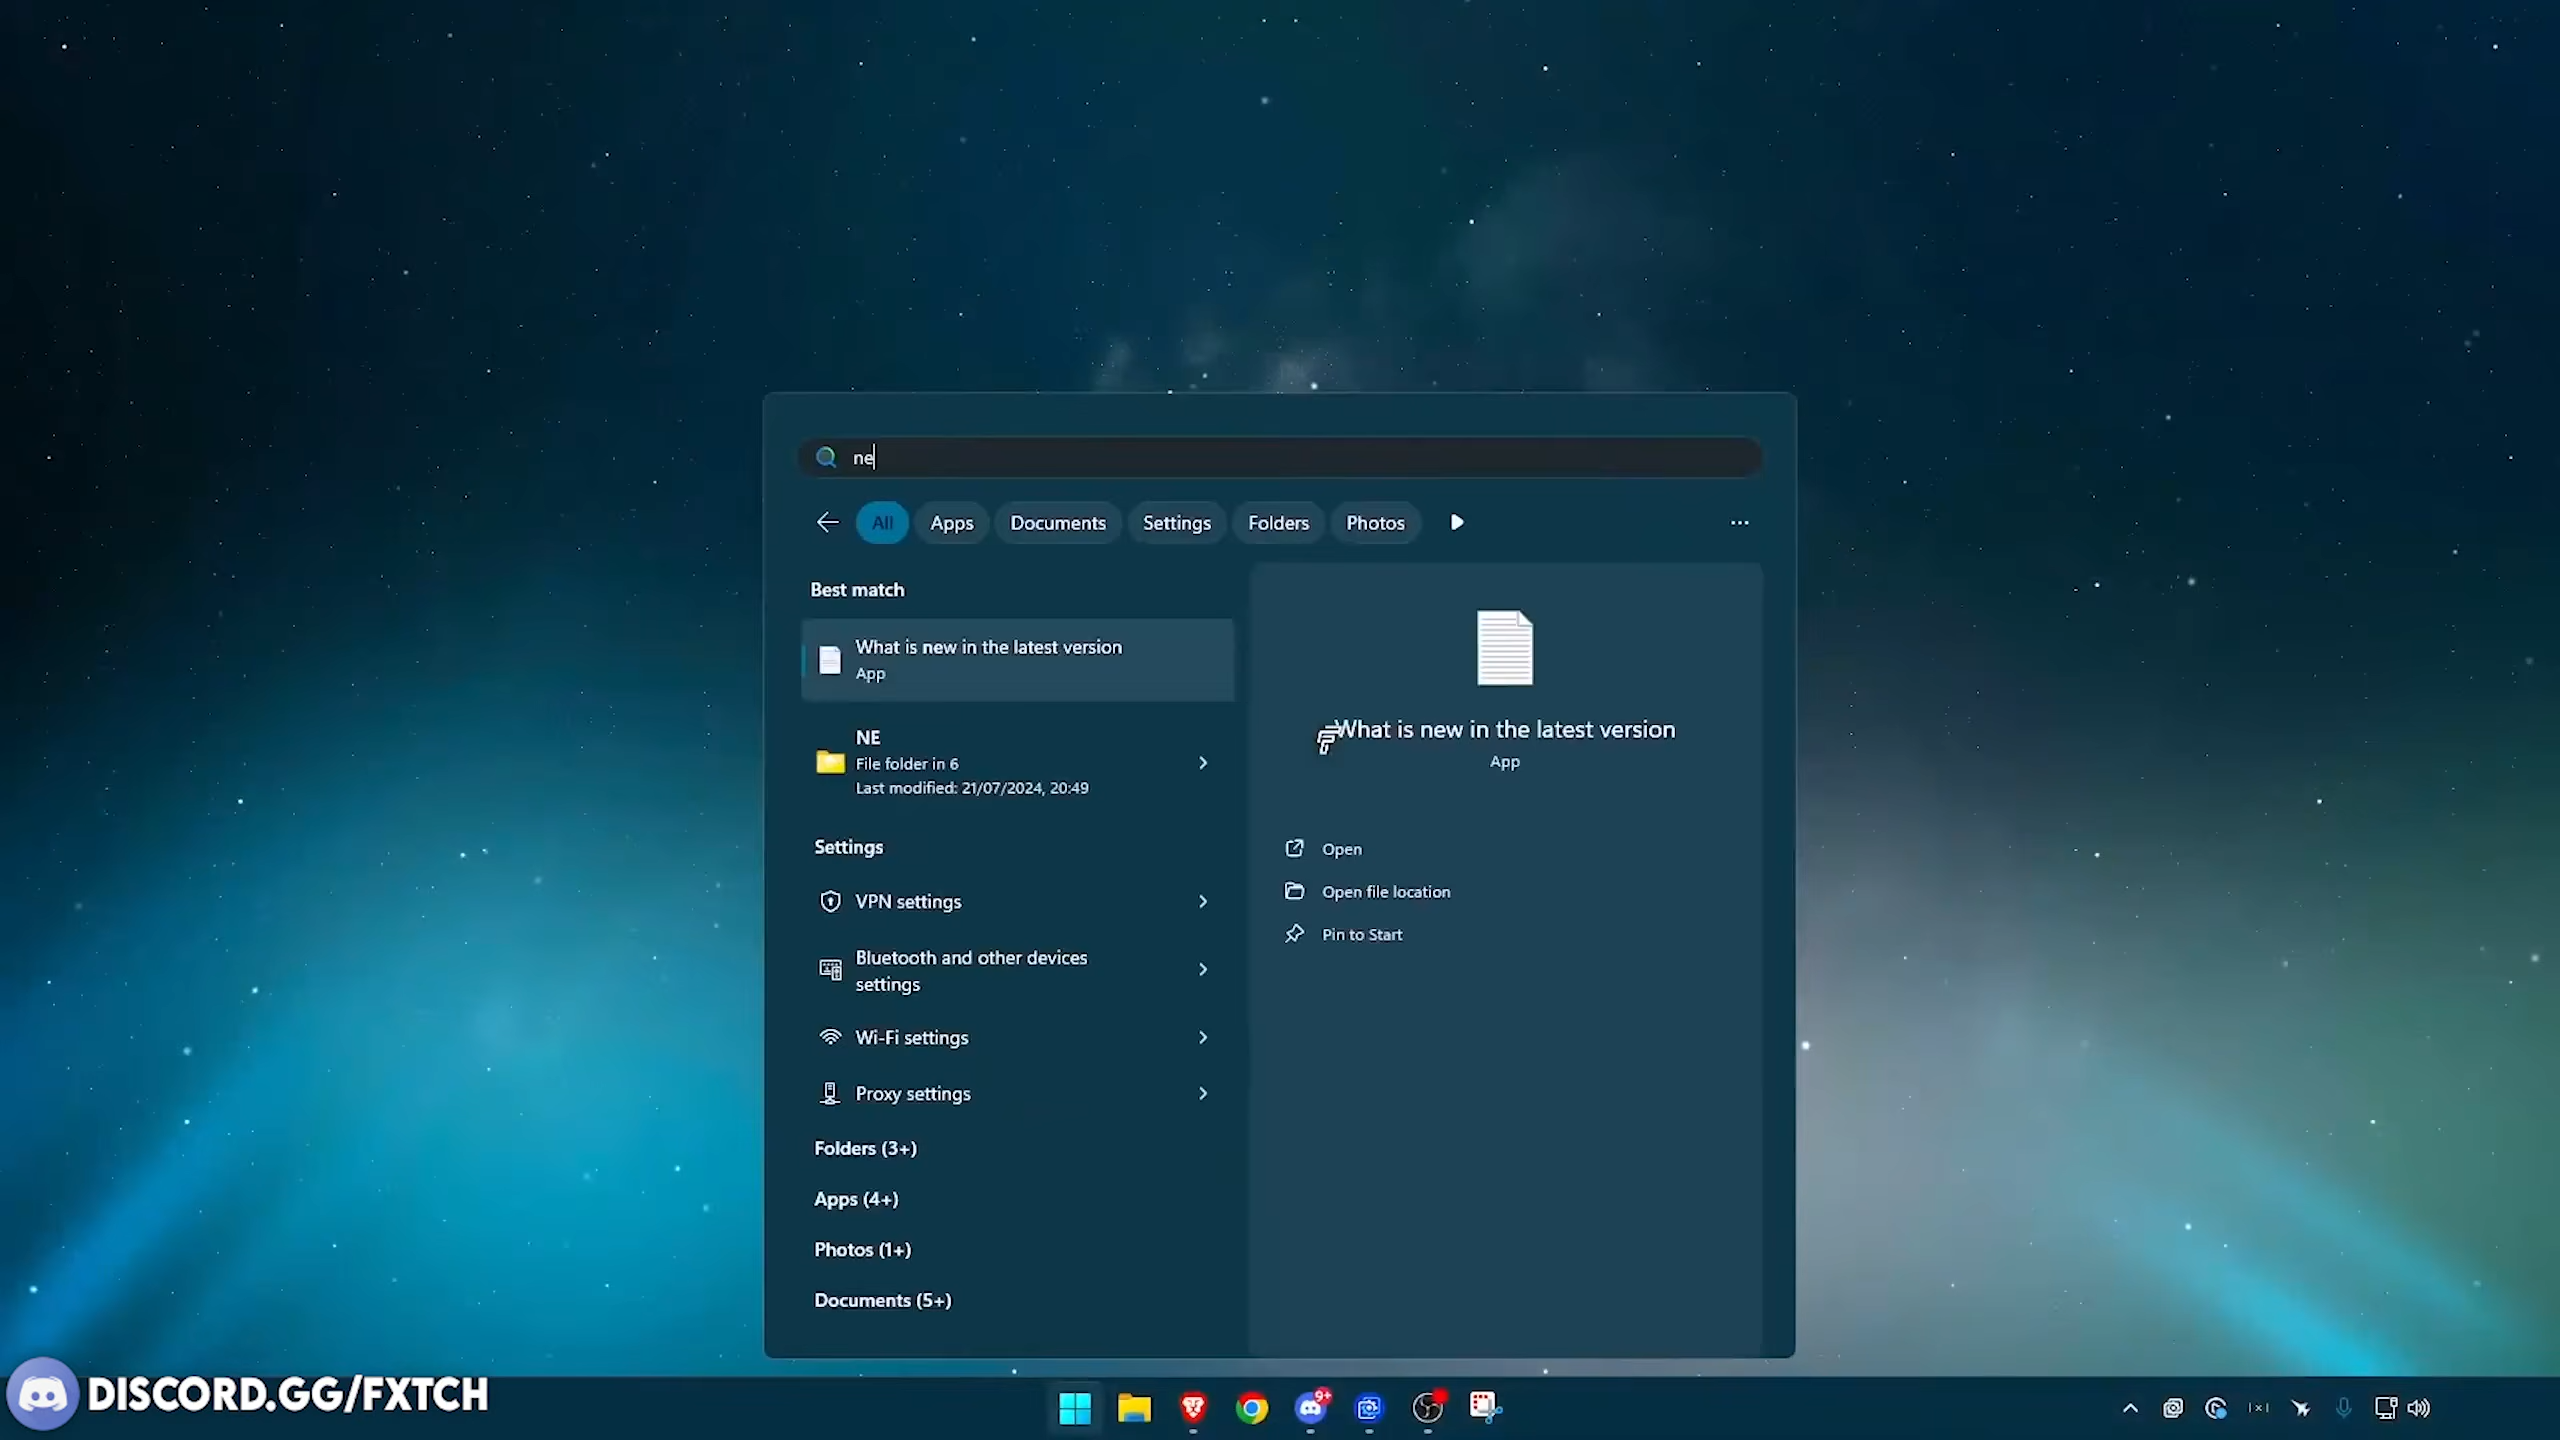 ne
All Apps Documents Settings Folders Photos
Best match
What is new in the latest version
App
NE
File folder in 6
Last modified: 21/07/2024, 20:49
Settings
VPN settings
Bluetooth and other devices
settings
Wi-Fi settings
Proxy settings
Folders (3+)
Apps (4+)
Photos (1+)
Documents (5+)
What is new in the latest version
App
Open
Open file location
Pin to Start
DISCORD.GG/FXTCH
9+